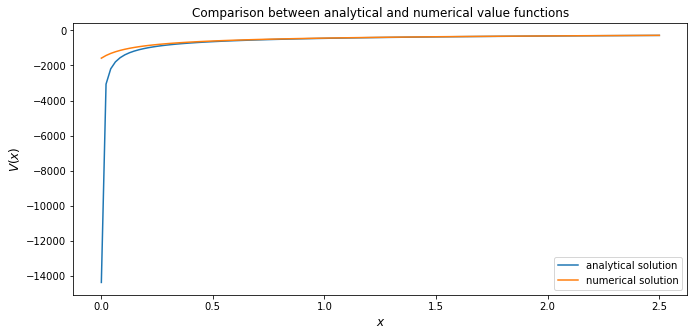 Comparison between analytical and numerical value functions
0
−2000
−4000
−6000
−8000
−10000
−12000
−14000
V(x)
0.0 0.5 1.0 1.5 2.0 2.5
x
analytical solution
numerical solution